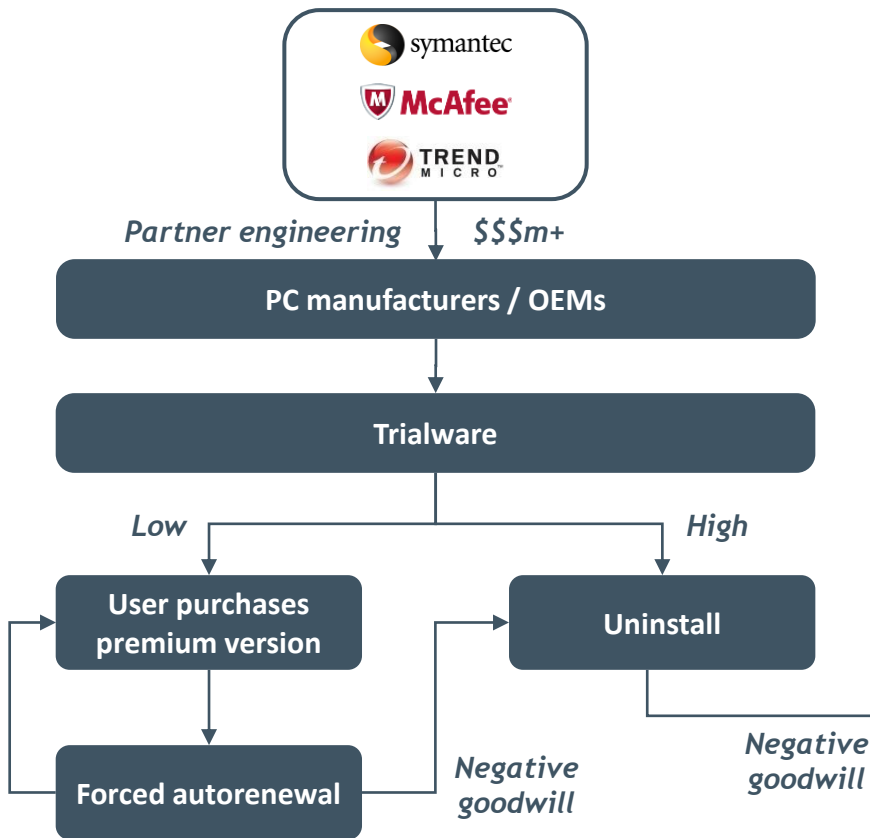 symantec
M McAfee®
TREND
MICRO™
Partner engineering $$$m+
PC manufacturers / OEMs
Trialware
Low
High
User purchases
premium version
Uninstall
Forced autorenewal
Negative
goodwill
Negative
goodwill